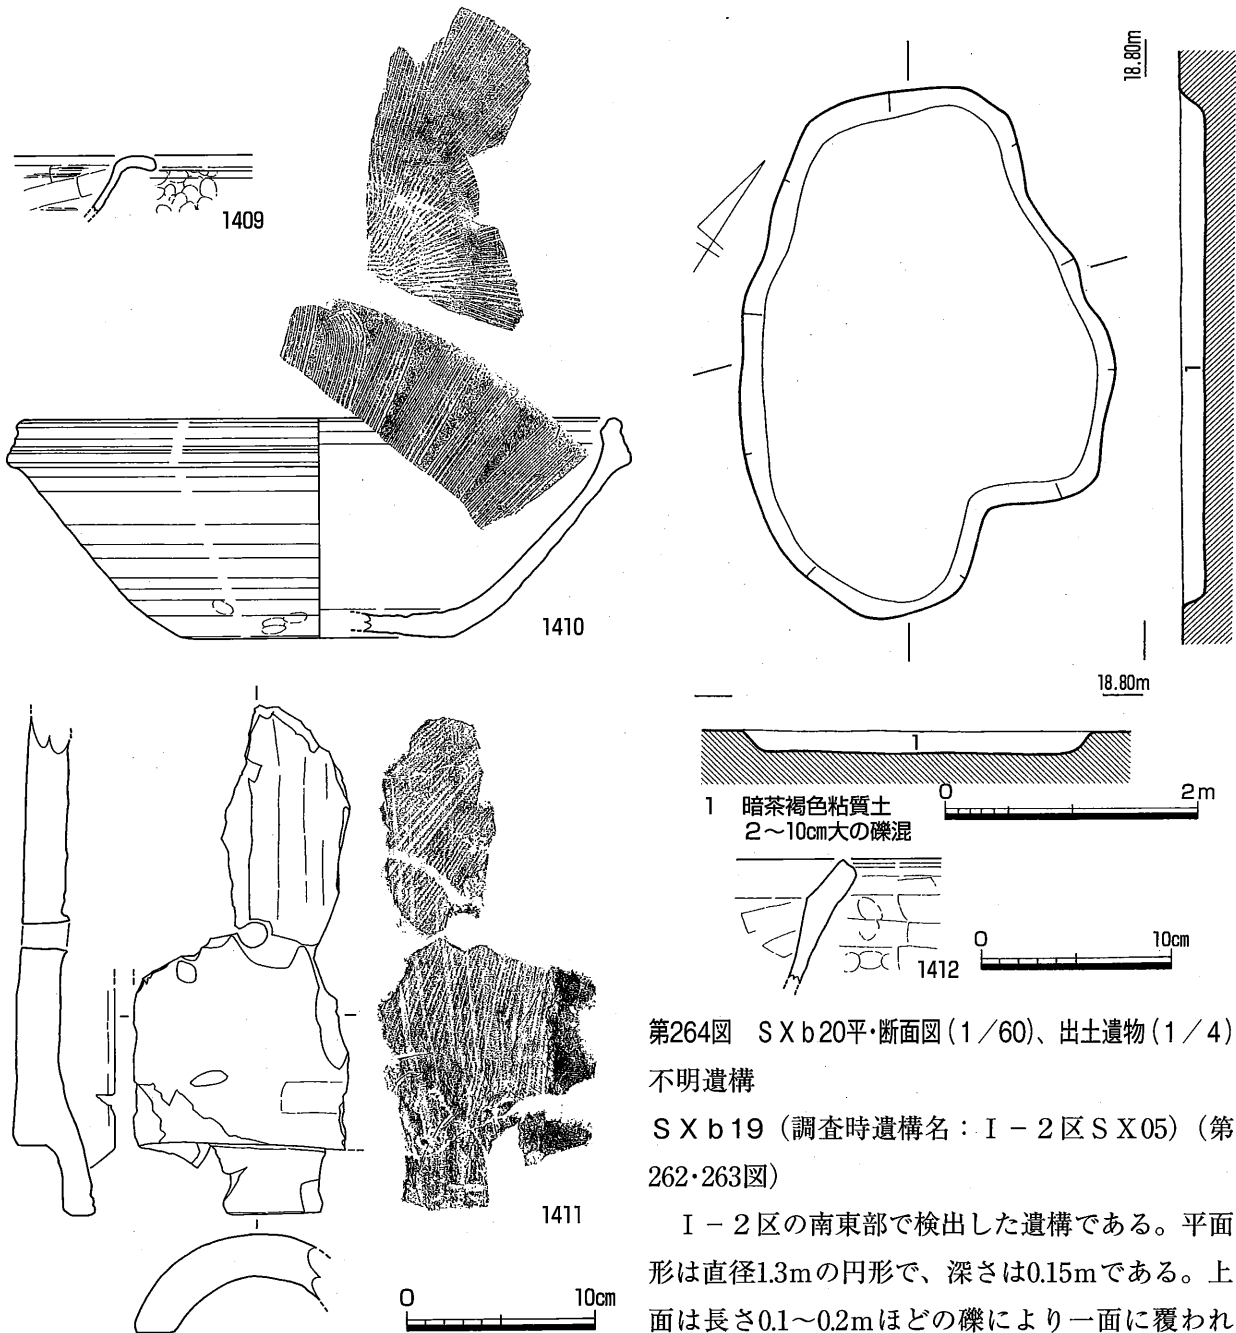 1409
1410
1411
0 10cm
18.80m
1
18.80m
1
0 2m
1 暗茶褐色粘質土
2～10cm大の礫混
1412
0 10cm
第264図 SXb20平・断面図（1／60）、出土遺物（1／4）
不明遺構
SXb19（調査時遺構名：Ⅰ－2区SX05）（第
262・263図）
Ⅰ－2区の南東部で検出した遺構である。平面
形は直径1.3mの円形で、深さは0.15mである。上
面は長さ0.1～0.2mほどの礫により一面に覆われ